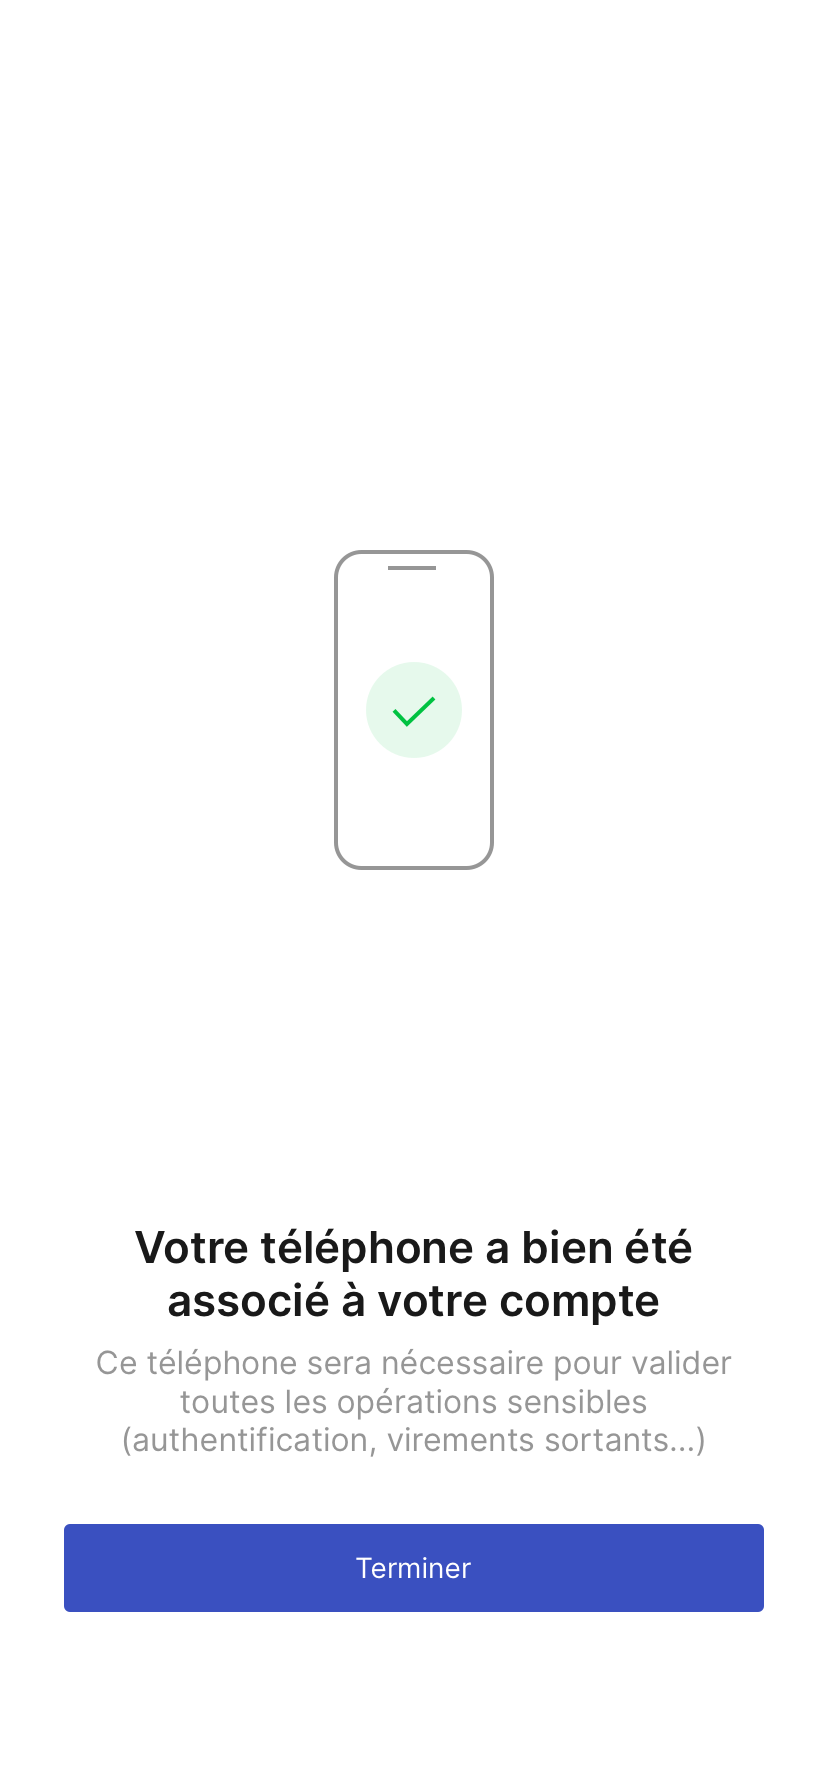 Votre téléphone a bien été
associé à votre compte
Ce téléphone sera nécessaire pour valider
toutes les opérations sensibles
(authentification, virements sortants...)
Terminer